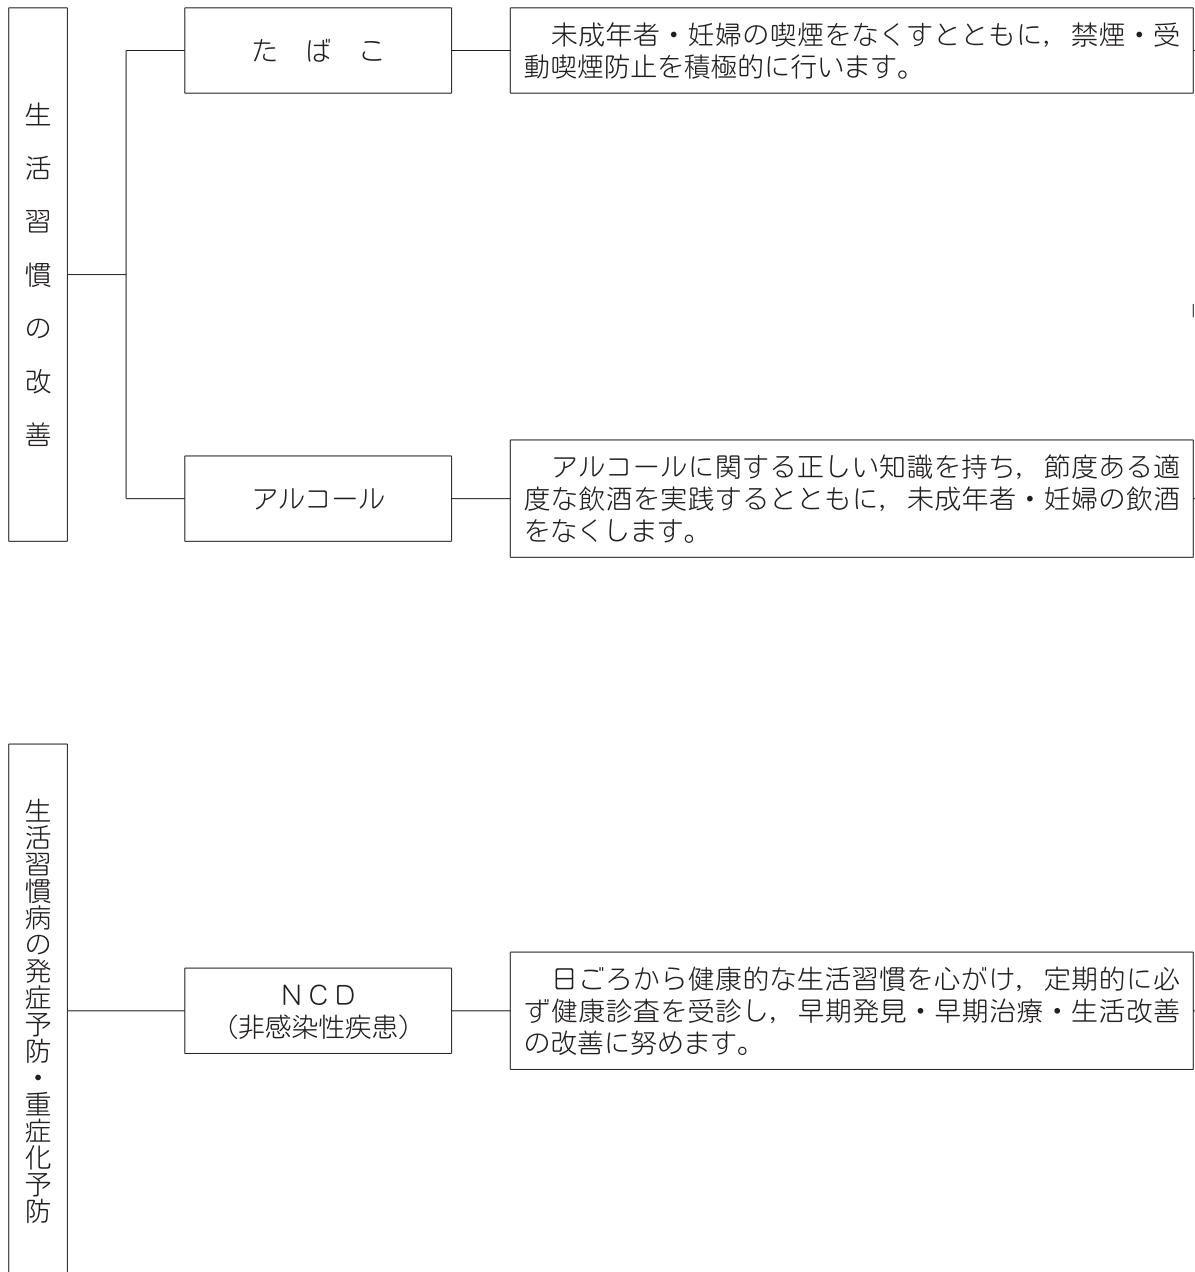 生活習慣の改善
た ば こ
　未成年者・妊婦の喫煙をなくすとともに，禁煙・受
動喫煙防止を積極的に行います。
アルコール
　アルコールに関する正しい知識を持ち，節度ある適
度な飲酒を実践するとともに，未成年者・妊婦の飲酒
をなくします。
生活習慣病の発症予防・重症化予防
ＮＣＤ
（非感染性疾患）
　日ごろから健康的な生活習慣を心がけ，定期的に必
ず健康診査を受診し，早期発見・早期治療・生活改善
の改善に努めます。